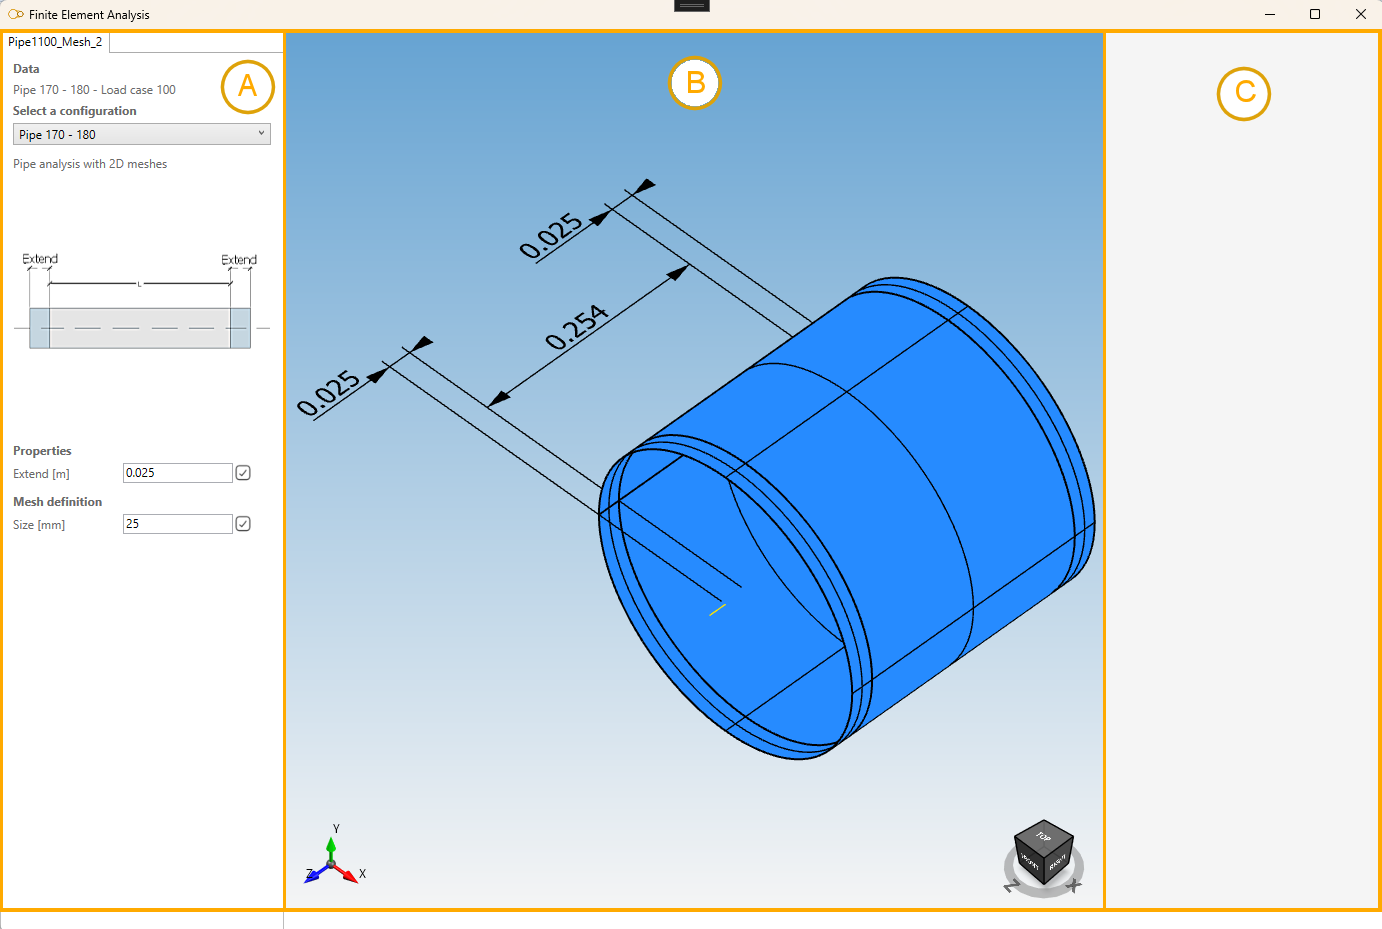 Finite Element Analysis
Pipe1100_Mesh_2
Data
A
Pipe 170 - 180 - Load case 100
Select a configuration
Pipe 170 - 180
Pipe analysis with 2D meshes
Extend
Extend
L
Properties
Extend [m]
0.025
Mesh definition
Size [mm]
25
B
0.025
0.254
0.025
Y
Z
X
TOP
FRONT
RIGHT
Z
X
C